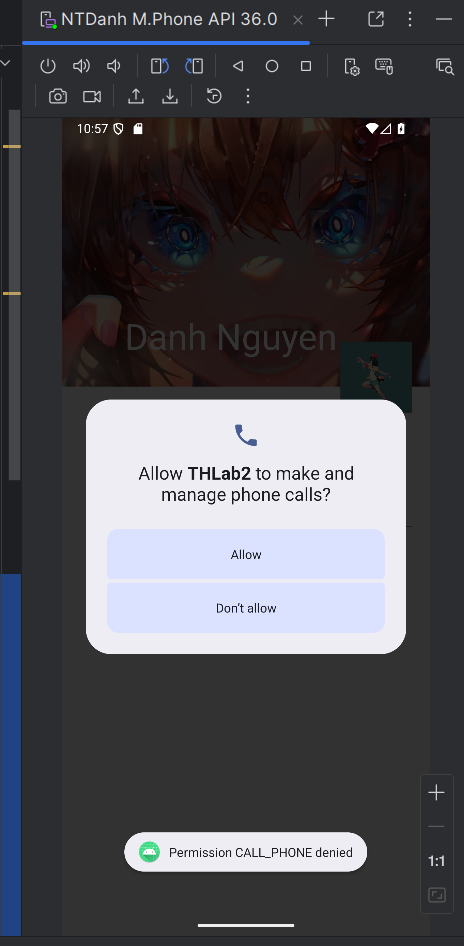 NTDanh M.Phone API 36.0
10:57
Danh Nguyen
Allow THLab2 to make and
manage phone calls?
Allow
Don't allow
Permission CALL_PHONE denied
1:1